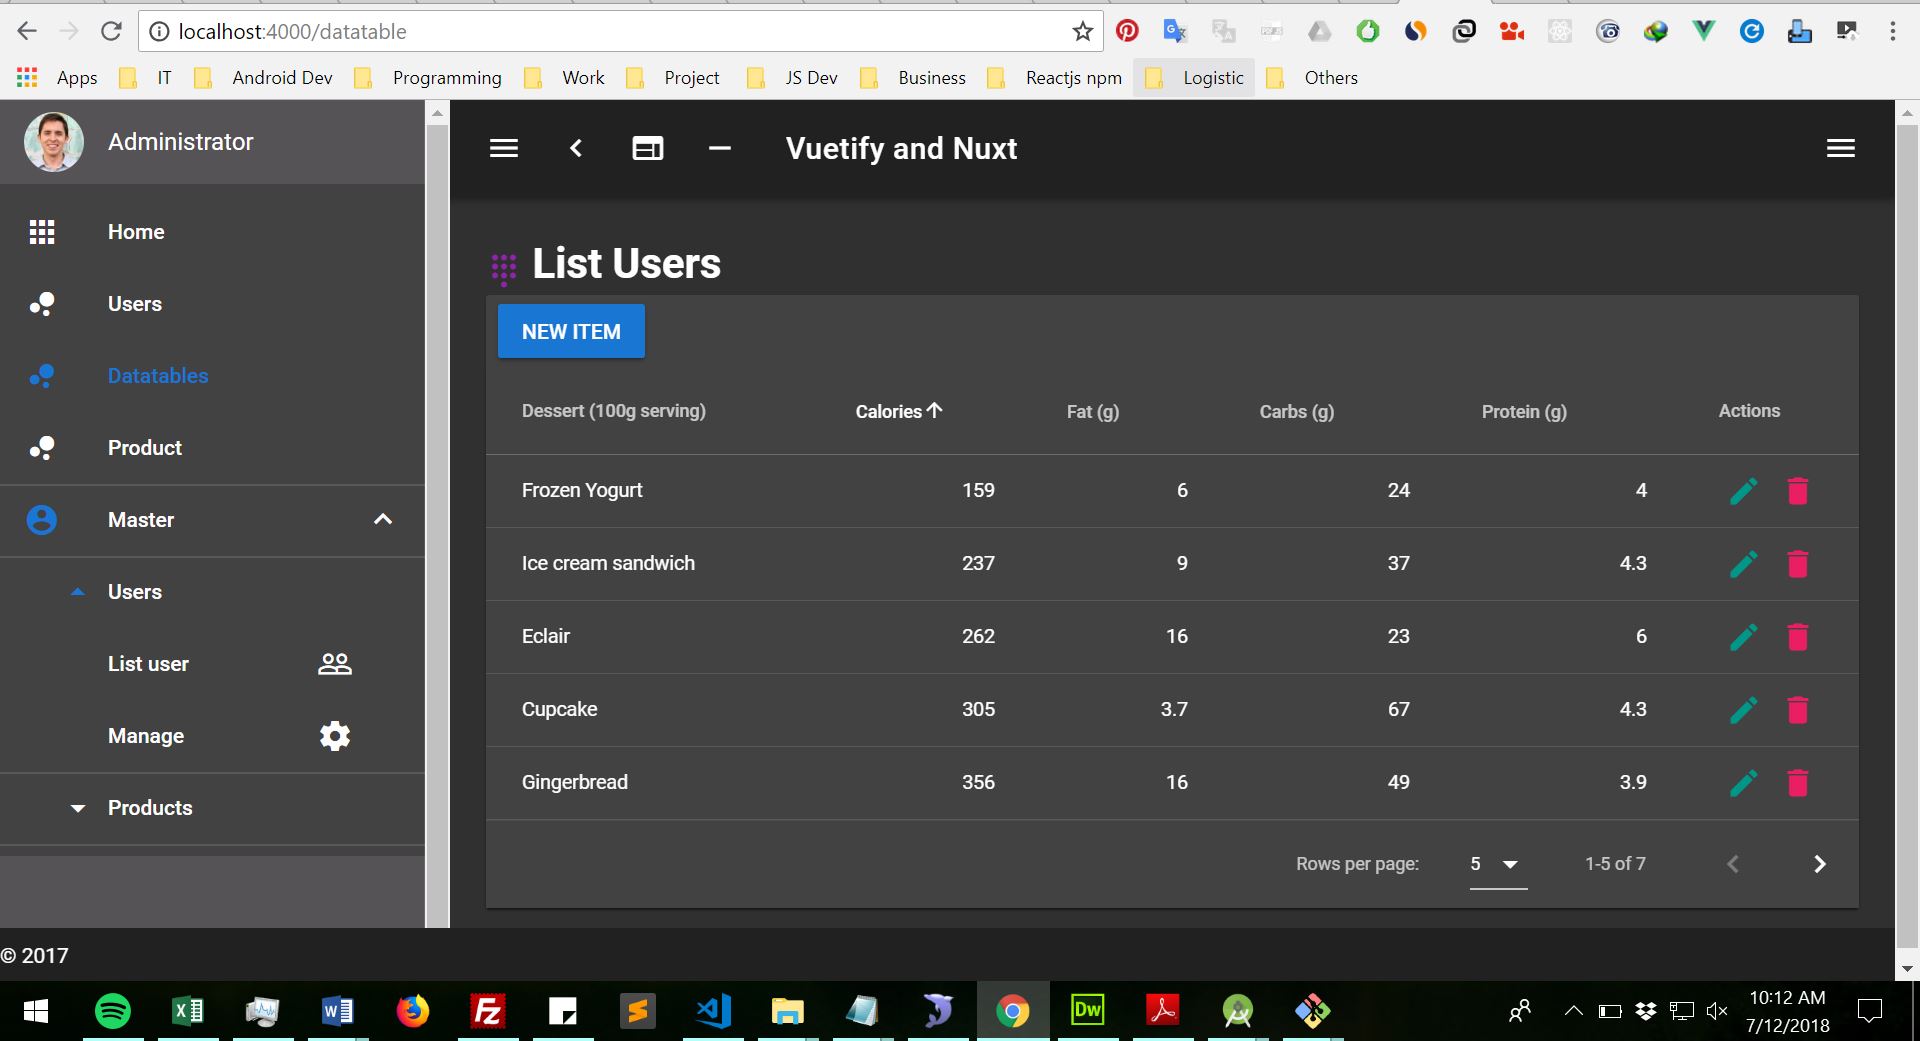 localhost:4000/datatable
Apps IT Android Dev Programming Work Project JS Dev Business Reactjs npm Logistic Others
Administrator
Vuetify and Nuxt
Home
Users
Datatables
Product
Master
Users
List user
Manage
Products
List Users
NEW ITEM
Dessert (100g serving) Calories Fat (g) Carbs (g) Protein (g) Actions
Frozen Yogurt 159 6 24 4
Ice cream sandwich 237 9 37 4.3
Eclair 262 16 23 6
Cupcake 305 3.7 67 4.3
Gingerbread 356 16 49 3.9
Rows per page: 5 1-5 of 7
© 2017
Fz
Dw
10:12 AM
7/12/2018